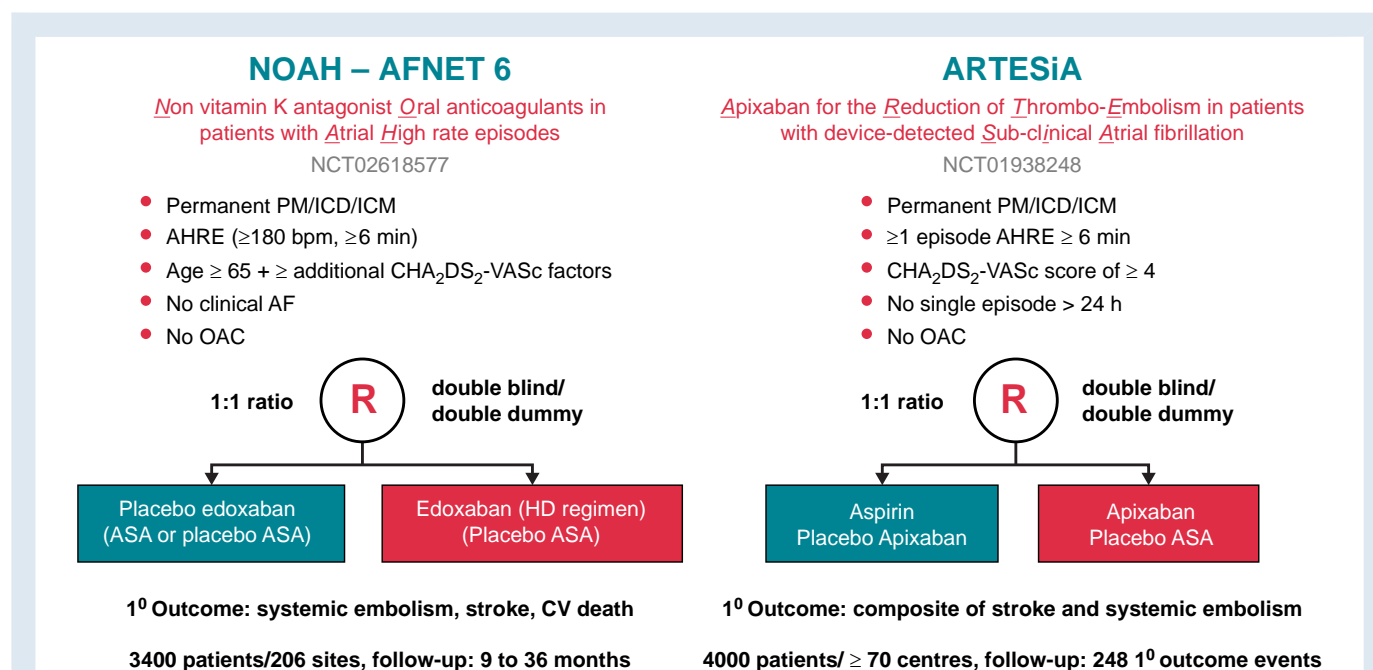 NOAH – AFNET 6
Non vitamin K antagonist Oral anticoagulants in
patients with Atrial High rate episodes
NCT02618577
• Permanent PM/ICD/ICM
• AHRE (≥180 bpm, ≥6 min)
• Age ≥ 65 + ≥ additional CHA₂DS₂-VASc factors
• No clinical AF
• No OAC
1:1 ratio
R
double blind/
double dummy
Placebo edoxaban
(ASA or placebo ASA)
Edoxaban (HD regimen)
(Placebo ASA)
1⁰ Outcome: systemic embolism, stroke, CV death
3400 patients/206 sites, follow-up: 9 to 36 months
ARTESiA
Apixaban for the Reduction of Thrombo-Embolism in patients
with device-detected Sub-clinical Atrial fibrillation
NCT01938248
• Permanent PM/ICD/ICM
• ≥1 episode AHRE ≥ 6 min
• CHA₂DS₂-VASc score of ≥ 4
• No single episode > 24 h
• No OAC
1:1 ratio
R
double blind/
double dummy
Aspirin
Placebo Apixaban
Apixaban
Placebo ASA
1⁰ Outcome: composite of stroke and systemic embolism
4000 patients/ ≥ 70 centres, follow-up: 248 1⁰ outcome events